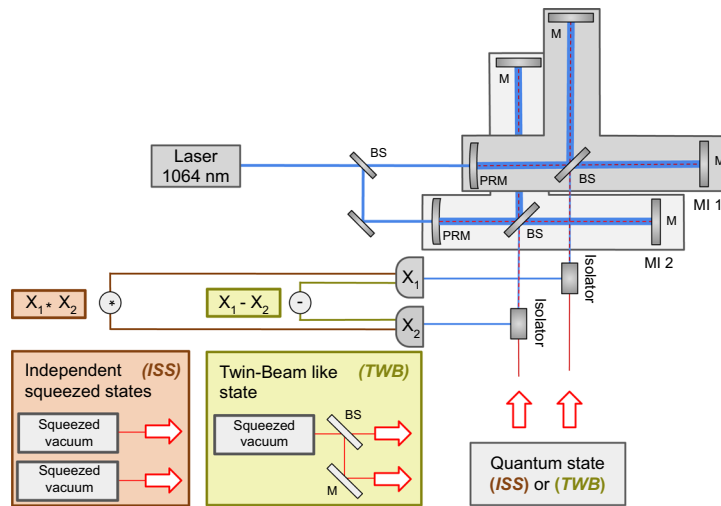 M
M
BS
Laser
1064 nm
M
PRM
BS
MI 1
M
PRM
BS
MI 2
Isolator
X1
X1 * X2
*
X1 - X2
-
Isolator
X2
Independent (ISS)
squeezed states
Squeezed
vacuum
Squeezed
vacuum
Twin-Beam like (TWB)
state
BS
Squeezed
vacuum
M
Quantum state
(ISS) or (TWB)